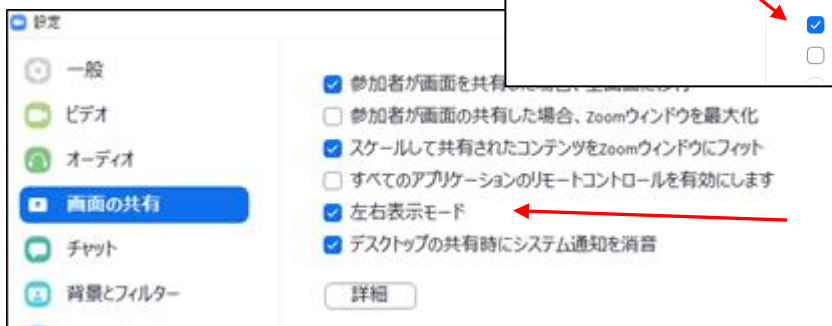 設定
一般
ビデオ
オーディオ
画面の共有
チャット
背景とフィルター
参加者が画面を共有
参加者が画面の共有した場合、Zoomウィンドウを最大化
スケールして共有されたコンテンツをZoomウィンドウにフィット
すべてのアプリケーションのリモートコントロールを有効にします
左右表示モード
デスクトップの共有時にシステム通知を消音
詳細